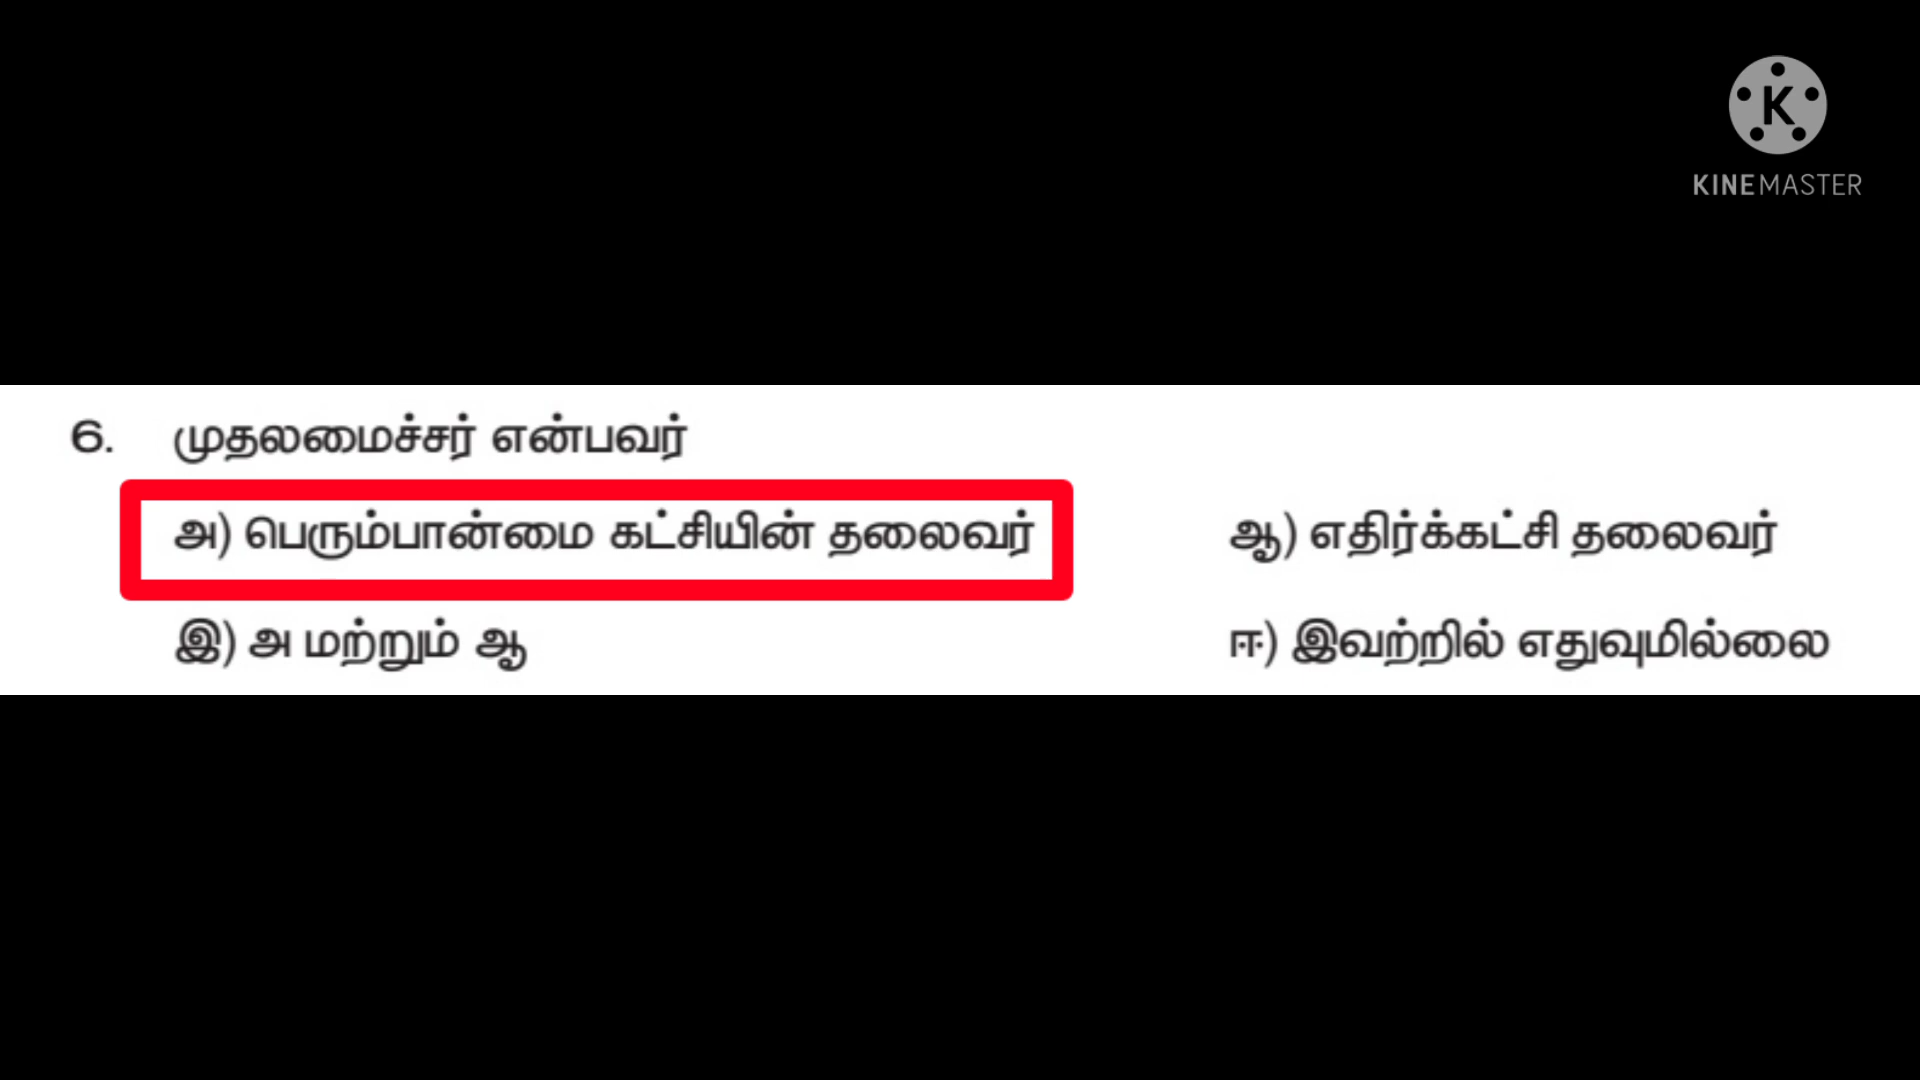 K
KINEMASTER
6. முதலமைச்சர் என்பவர்
அ) பெரும்பான்மை கட்சியின் தலைவர் ஆ) எதிர்க்கட்சி தலைவர்
இ) அ மற்றும் ஆ ஈ) இவற்றில் எதுவுமில்லை